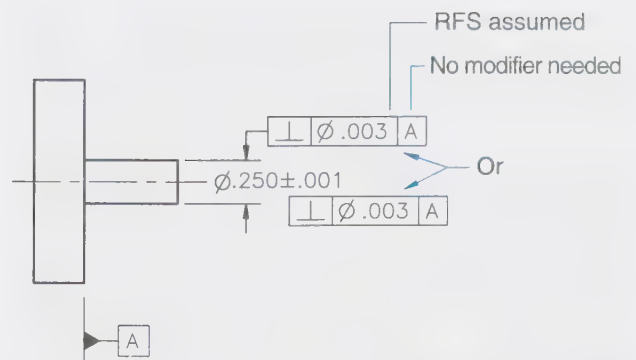 RFS assumed
No modifier needed
⊥ Ø.003 A
Ø.250±.001
Or
⊥ Ø.003 A
A